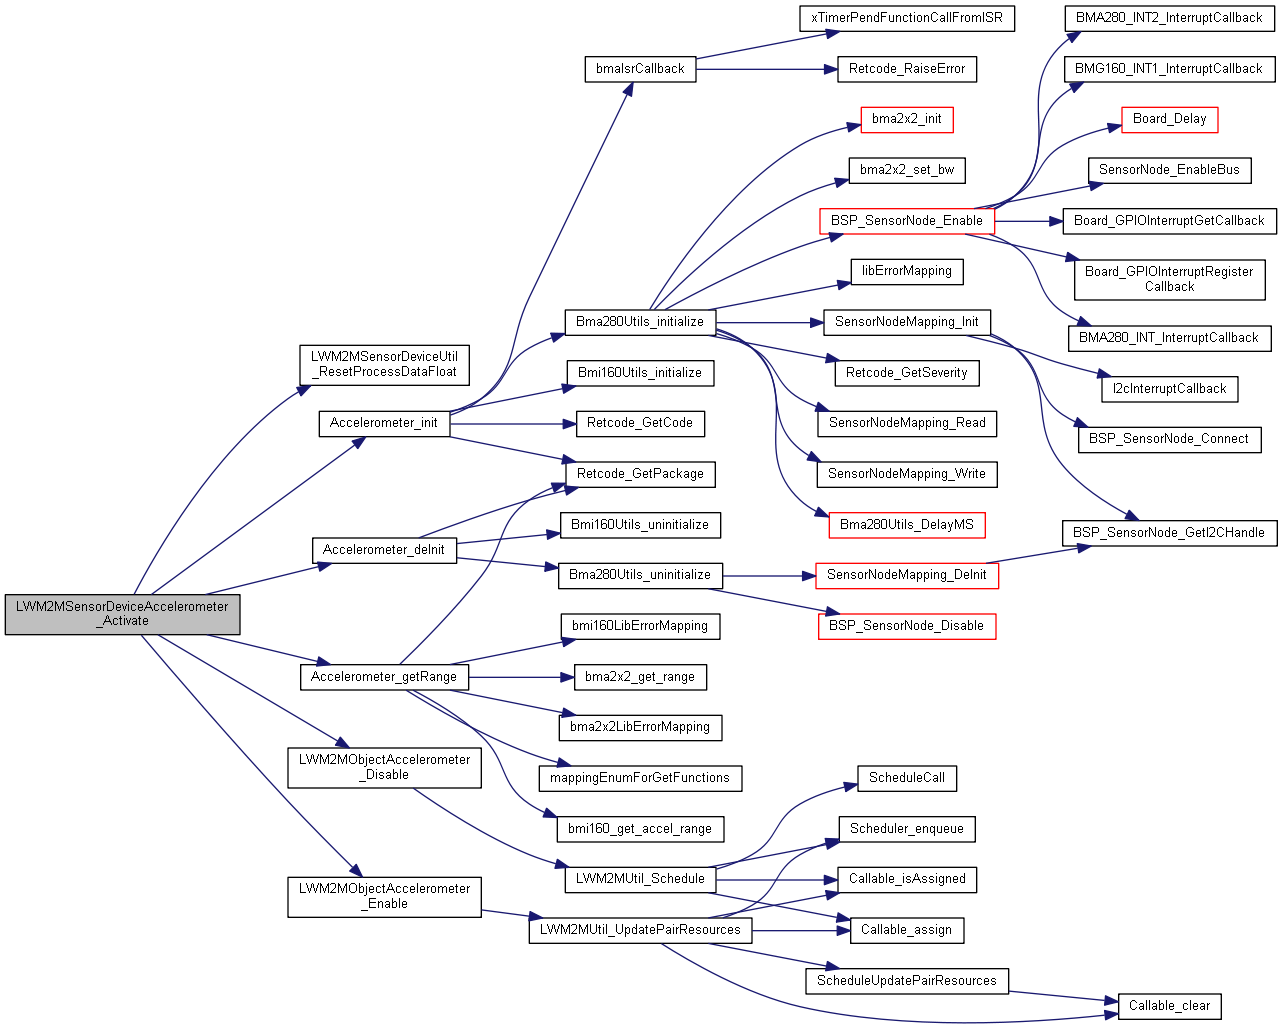 xTimerPendFunctionCallFromISR
BMA280_INT2_InterruptCallback
bmaIsrCallback
Retcode_RaiseError
BMG160_INT1_InterruptCallback
bma2x2_init
Board_Delay
bma2x2_set_bw
SensorNode_EnableBus
BSP_SensorNode_Enable
Board_GPIOInterruptGetCallback
libErrorMapping
Board_GPIOInterruptRegister
Callback
Bma280Utils_initialize
SensorNodeMapping_Init
BMA280_INT_InterruptCallback
LWM2MSensorDeviceUtil
_ResetProcessDataFloat
Bmi160Utils_initialize
Retcode_GetSeverity
I2cInterruptCallback
Accelerometer_init
Retcode_GetCode
SensorNodeMapping_Read
BSP_SensorNode_Connect
Retcode_GetPackage
SensorNodeMapping_Write
Bmi160Utils_uninitialize
Bma280Utils_DelayMS
BSP_SensorNode_GetI2CHandle
Accelerometer_deInit
Bma280Utils_uninitialize
SensorNodeMapping_DeInit
LWM2MSensorDeviceAccelerometer
_Activate
bmi160LibErrorMapping
BSP_SensorNode_Disable
Accelerometer_getRange
bma2x2_get_range
bma2x2LibErrorMapping
LWM2MObjectAccelerometer
_Disable
mappingEnumForGetFunctions
ScheduleCall
bmi160_get_accel_range
Scheduler_enqueue
LWM2MObjectAccelerometer
_Enable
LWM2MUtil_Schedule
Callable_isAssigned
LWM2MUtil_UpdatePairResources
Callable_assign
ScheduleUpdatePairResources
Callable_clear